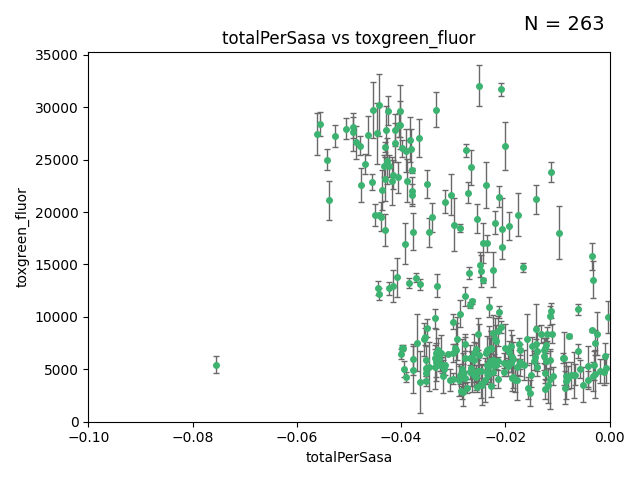 N = 263
totalPerSasa vs toxgreen_fluor
35000
30000
25000
20000
15000
10000
5000
0
toxgreen_fluor
−0.10 −0.08 −0.06 −0.04 −0.02 0.00
totalPerSasa